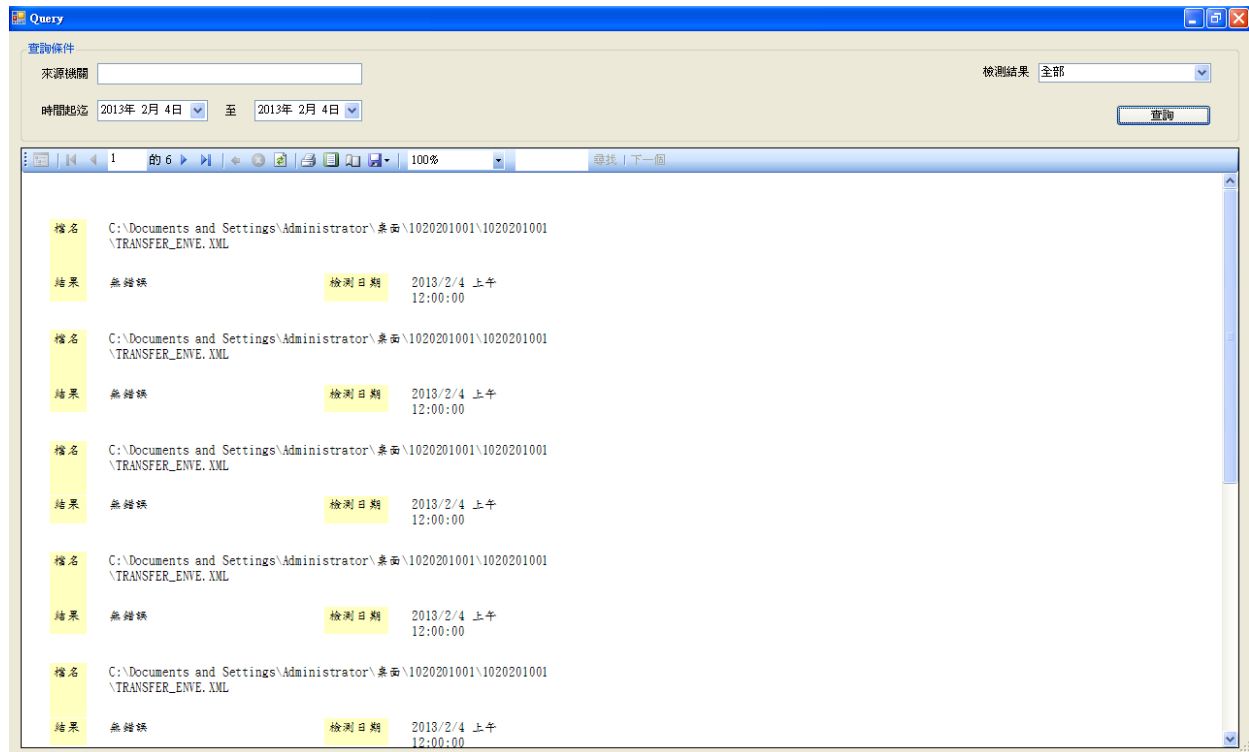 Query
查詢條件
來源機關
檢測結果 全部
時間起迄 2013年 2月 4日 至 2013年 2月 4日
查詢
1 的 6 100% 尋找 | 下一個
檔名 C:\Documents and Settings\Administrator\桌面\1020201001\1020201001
\TRANSFER_ENVE.XML
結果 無錯誤 檢測日期 2013/2/4 上午
12:00:00
檔名 C:\Documents and Settings\Administrator\桌面\1020201001\1020201001
\TRANSFER_ENVE.XML
結果 無錯誤 檢測日期 2013/2/4 上午
12:00:00
檔名 C:\Documents and Settings\Administrator\桌面\1020201001\1020201001
\TRANSFER_ENVE.XML
結果 無錯誤 檢測日期 2013/2/4 上午
12:00:00
檔名 C:\Documents and Settings\Administrator\桌面\1020201001\1020201001
\TRANSFER_ENVE.XML
結果 無錯誤 檢測日期 2013/2/4 上午
12:00:00
檔名 C:\Documents and Settings\Administrator\桌面\1020201001\1020201001
\TRANSFER_ENVE.XML
結果 無錯誤 檢測日期 2013/2/4 上午
12:00:00